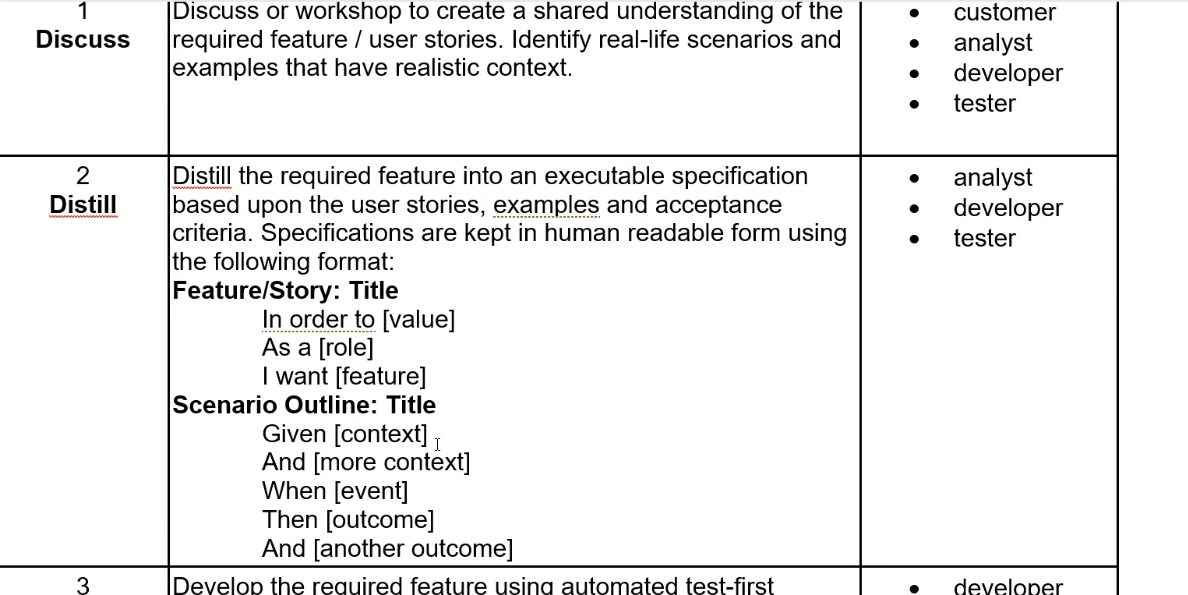 1
Discuss
Discuss or workshop to create a shared understanding of the
required feature / user stories. Identify real-life scenarios and
examples that have realistic context.
• customer
• analyst
• developer
• tester
2
Distill
Distill the required feature into an executable specification
based upon the user stories, examples and acceptance
criteria. Specifications are kept in human readable form using
the following format:
Feature/Story: Title
In order to [value]
As a [role]
I want [feature]
Scenario Outline: Title
Given [context]
And [more context]
When [event]
Then [outcome]
And [another outcome]
• analyst
• developer
• tester
3
Develop the required feature using automated test-first
• developer